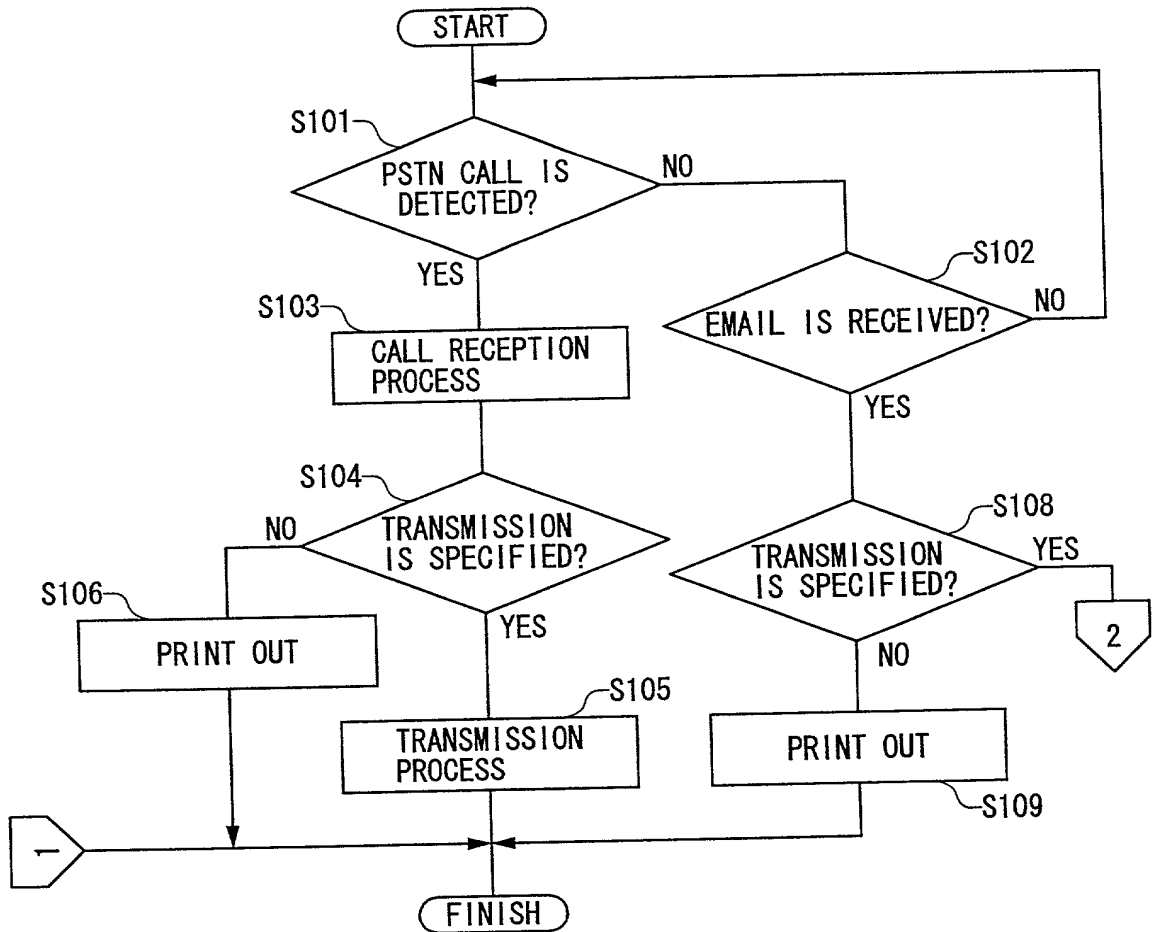 START
S101
PSTN CALL IS
DETECTED?
NO
YES
S102
EMAIL IS RECEIVED?
NO
YES
S103
CALL RECEPTION
PROCESS
S104
TRANSMISSION
IS SPECIFIED?
NO
YES
S108
TRANSMISSION
IS SPECIFIED?
YES
NO
2
S106
PRINT OUT
S105
TRANSMISSION
PROCESS
PRINT OUT
S109
1
FINISH